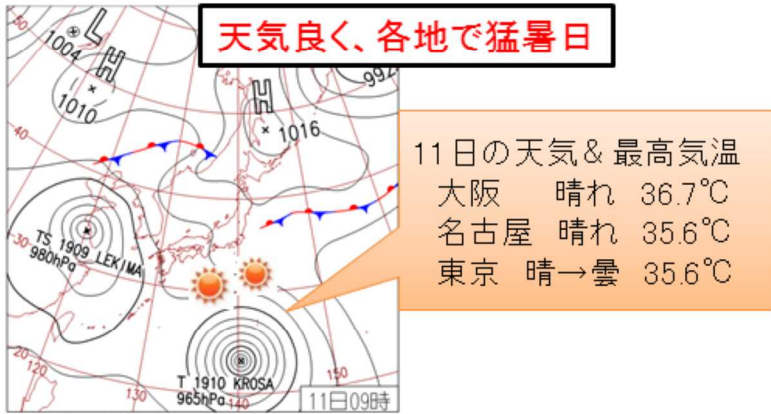 天気良く、各地で猛暑日
L
1004
H
1010
992
H
1016
40
30
TS 1909 LEKIMA
980hPa
20
120
130
T 1910 KROSA
965hPa
140
150
11日09時
11日の天気&最高気温
大阪 晴れ 36.7℃
名古屋 晴れ 35.6℃
東京 晴→曇 35.6℃